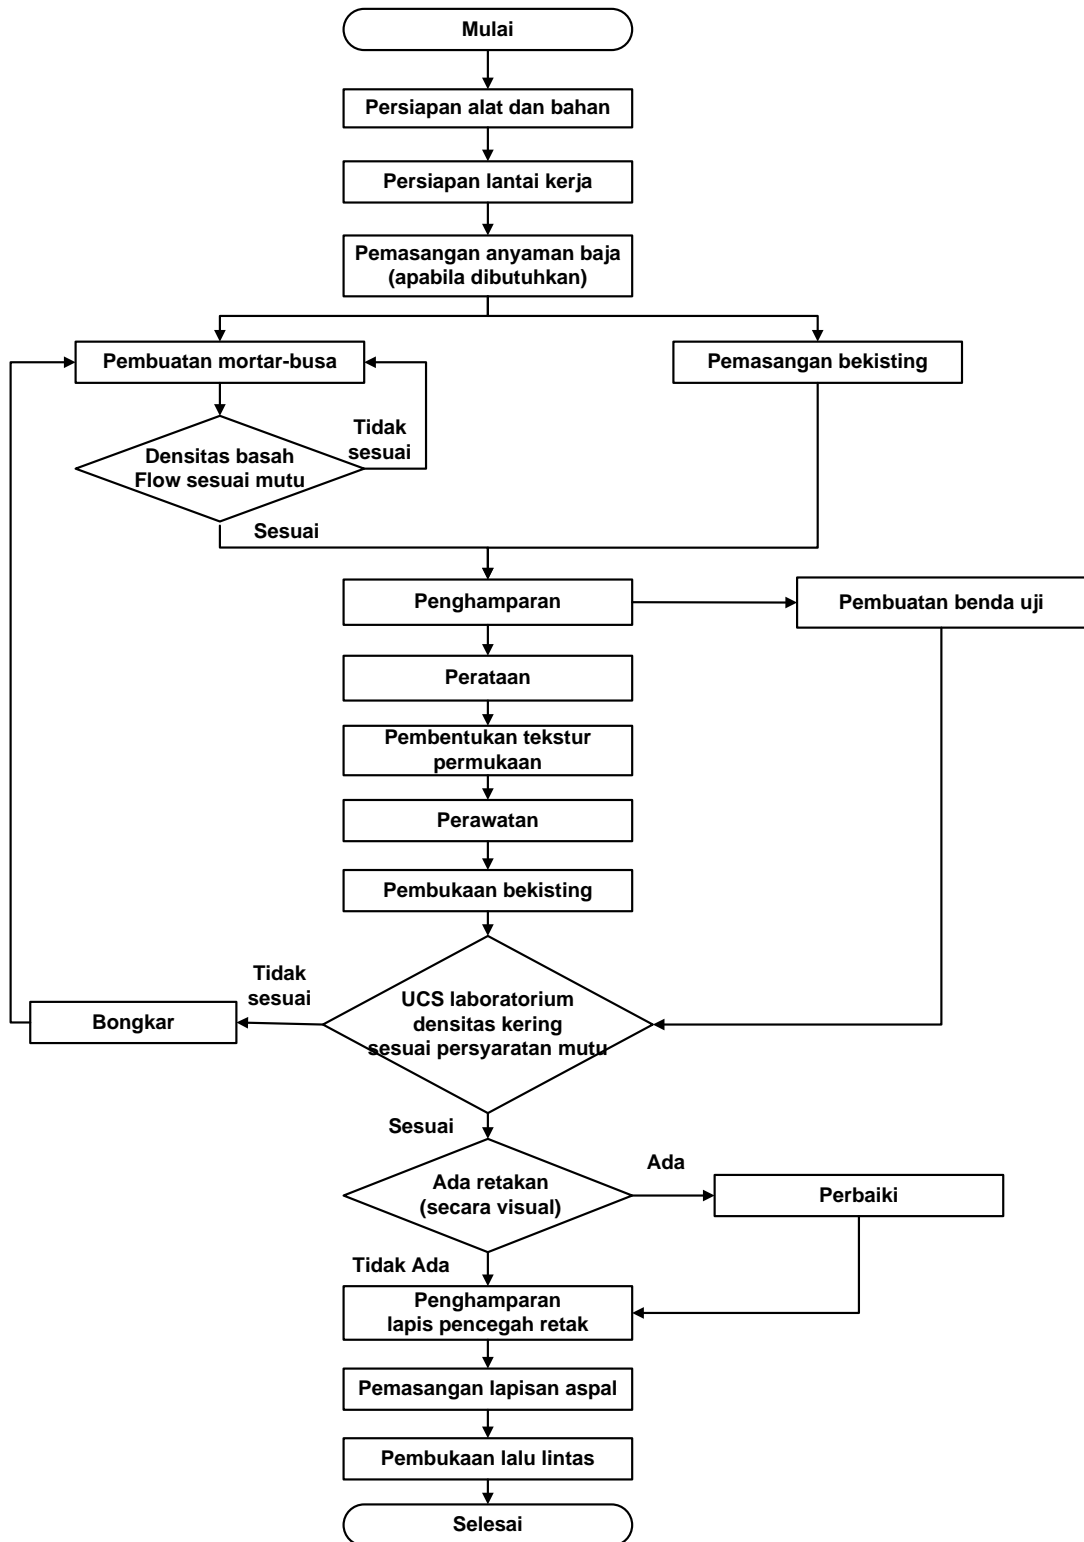 Mulai
Persiapan alat dan bahan
Persiapan lantai kerja
Pemasangan anyaman baja
(apabila dibutuhkan)
Pembuatan mortar-busa
Pemasangan bekisting
Tidak
sesuai
Densitas basah
Flow sesuai mutu
Sesuai
Penghamparan
Pembuatan benda uji
Perataan
Pembentukan tekstur
permukaan
Perawatan
Pembukaan bekisting
Tidak
sesuai
Bongkar
UCS laboratorium
densitas kering
sesuai persyaratan mutu
Sesuai
Ada retakan
(secara visual)
Ada
Perbaiki
Tidak Ada
Penghamparan
lapis pencegah retak
Pemasangan lapisan aspal
Pembukaan lalu lintas
Selesai